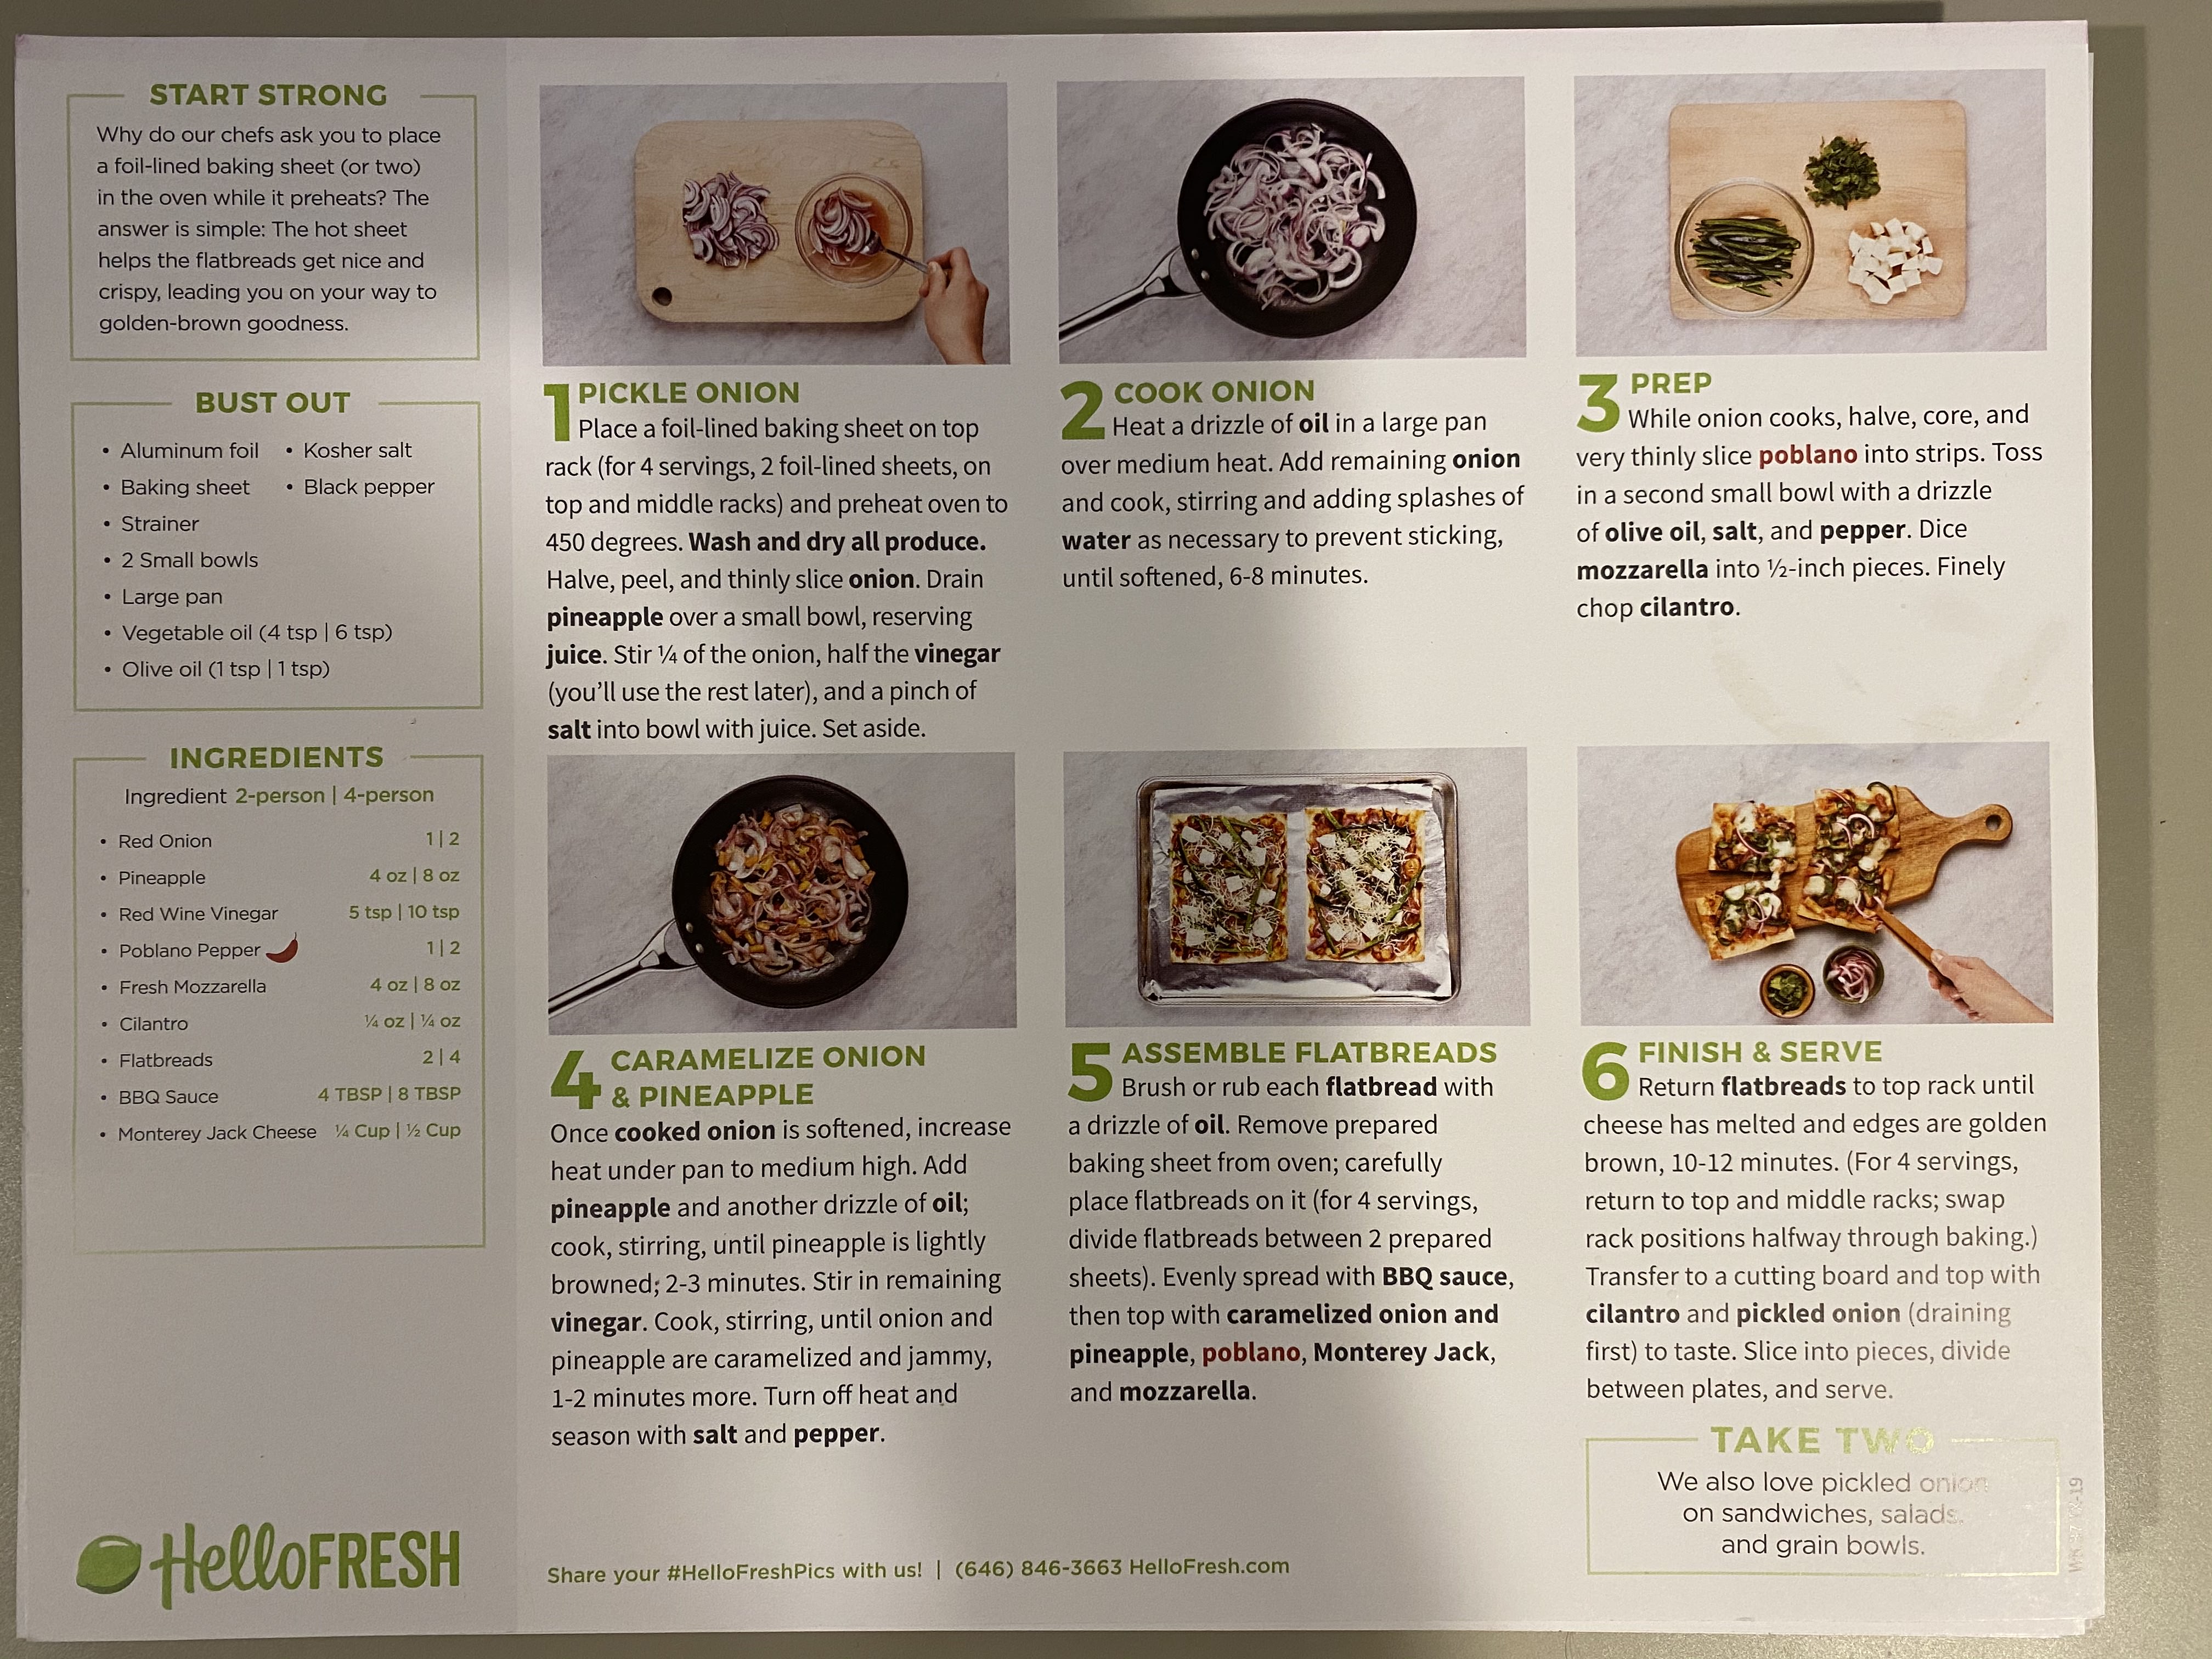 START STRONG
Why do our chefs ask you to place
a foil-lined baking sheet (or two)
in the oven while it preheats? The
answer is simple: The hot sheet
helps the flatbreads get nice and
crispy, leading you on your way to
golden-brown goodness.
BUST OUT
• Aluminum foil
• Baking sheet
• Strainer
• 2 Small bowls
• Large pan
• Vegetable oil (4 tsp | 6 tsp)
• Olive oil (1 tsp | 1 tsp)
• Kosher salt
• Black pepper
INGREDIENTS
Ingredient 2-person | 4-person
• Red Onion 1 | 2
• Pineapple 4 oz | 8 oz
• Red Wine Vinegar 5 tsp | 10 tsp
• Poblano Pepper 1 | 2
• Fresh Mozzarella 4 oz | 8 oz
• Cilantro ¼ oz | ¼ oz
• Flatbreads 2 | 4
• BBQ Sauce 4 TBSP | 8 TBSP
• Monterey Jack Cheese ¼ Cup | ½ Cup
HelloFRESH
1 PICKLE ONION
Place a foil-lined baking sheet on top
rack (for 4 servings, 2 foil-lined sheets, on
top and middle racks) and preheat oven to
450 degrees. Wash and dry all produce.
Halve, peel, and thinly slice onion. Drain
pineapple over a small bowl, reserving
juice. Stir ¼ of the onion, half the vinegar
(you'll use the rest later), and a pinch of
salt into bowl with juice. Set aside.
2 COOK ONION
Heat a drizzle of oil in a large pan
over medium heat. Add remaining onion
and cook, stirring and adding splashes of
water as necessary to prevent sticking,
until softened, 6-8 minutes.
3 PREP
While onion cooks, halve, core, and
very thinly slice poblano into strips. Toss
in a second small bowl with a drizzle
of olive oil, salt, and pepper. Dice
mozzarella into ½-inch pieces. Finely
chop cilantro.
4 CARAMELIZE ONION
& PINEAPPLE
Once cooked onion is softened, increase
heat under pan to medium high. Add
pineapple and another drizzle of oil;
cook, stirring, until pineapple is lightly
browned; 2-3 minutes. Stir in remaining
vinegar. Cook, stirring, until onion and
pineapple are caramelized and jammy,
1-2 minutes more. Turn off heat and
season with salt and pepper.
5 ASSEMBLE FLATBREADS
Brush or rub each flatbread with
a drizzle of oil. Remove prepared
baking sheet from oven; carefully
place flatbreads on it (for 4 servings,
divide flatbreads between 2 prepared
sheets). Evenly spread with BBQ sauce,
then top with caramelized onion and
pineapple, poblano, Monterey Jack,
and mozzarella.
6 FINISH & SERVE
Return flatbreads to top rack until
cheese has melted and edges are golden
brown, 10-12 minutes. (For 4 servings,
return to top and middle racks; swap
rack positions halfway through baking.)
Transfer to a cutting board and top with
cilantro and pickled onion (draining
first) to taste. Slice into pieces, divide
between plates, and serve.
TAKE TWO
We also love pickled onion
on sandwiches, salads,
and grain bowls.
Share your #HelloFreshPics with us! | (646) 846-3663 HelloFresh.com